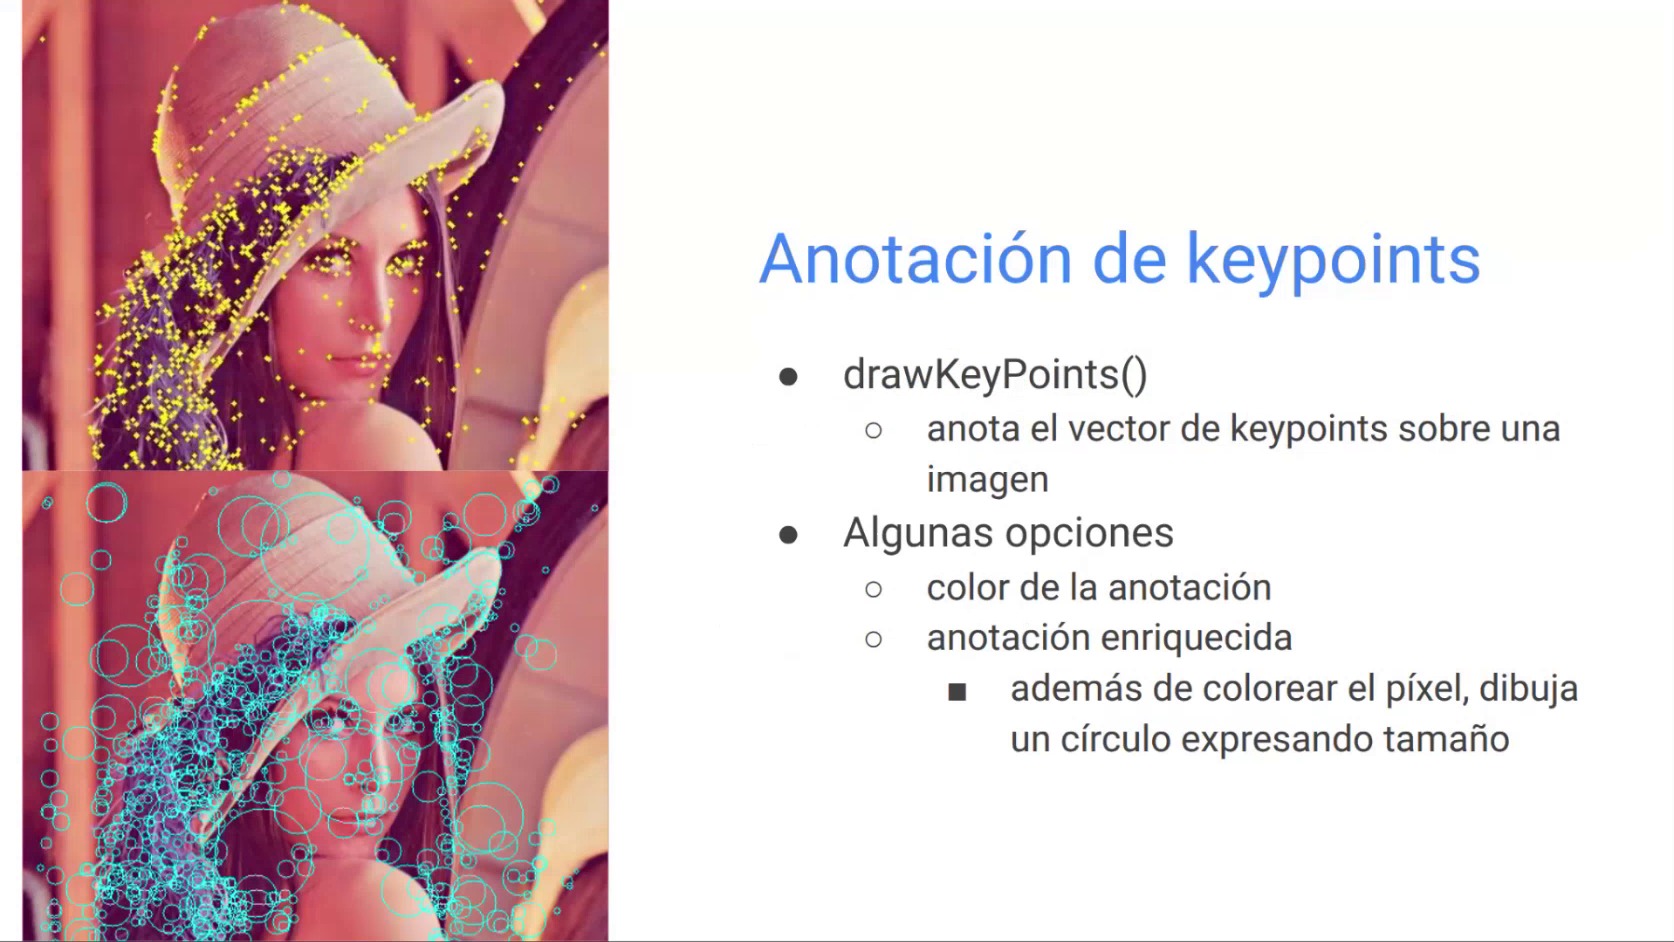 Anotación de keypoints
● drawKeyPoints()
○ anota el vector de keypoints sobre una
imagen
● Algunas opciones
○ color de la anotación
○ anotación enriquecida
■ además de colorear el píxel, dibuja
un círculo expresando tamaño